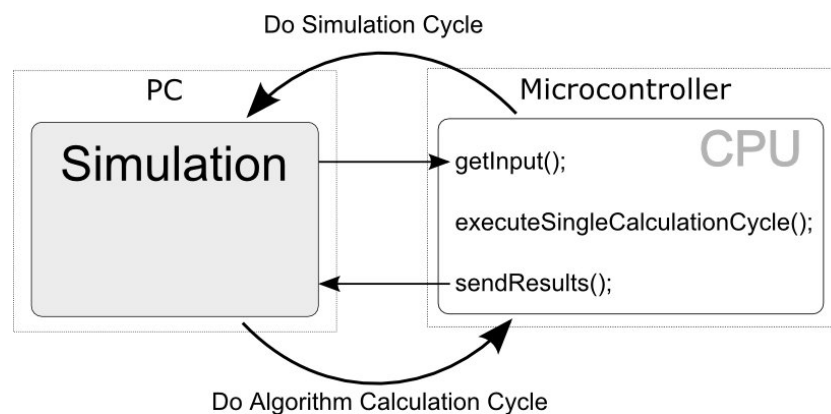 Do Simulation Cycle
PC
Microcontroller
Simulation
CPU
getInput();
executeSingleCalculationCycle();
sendResults();
Do Algorithm Calculation Cycle